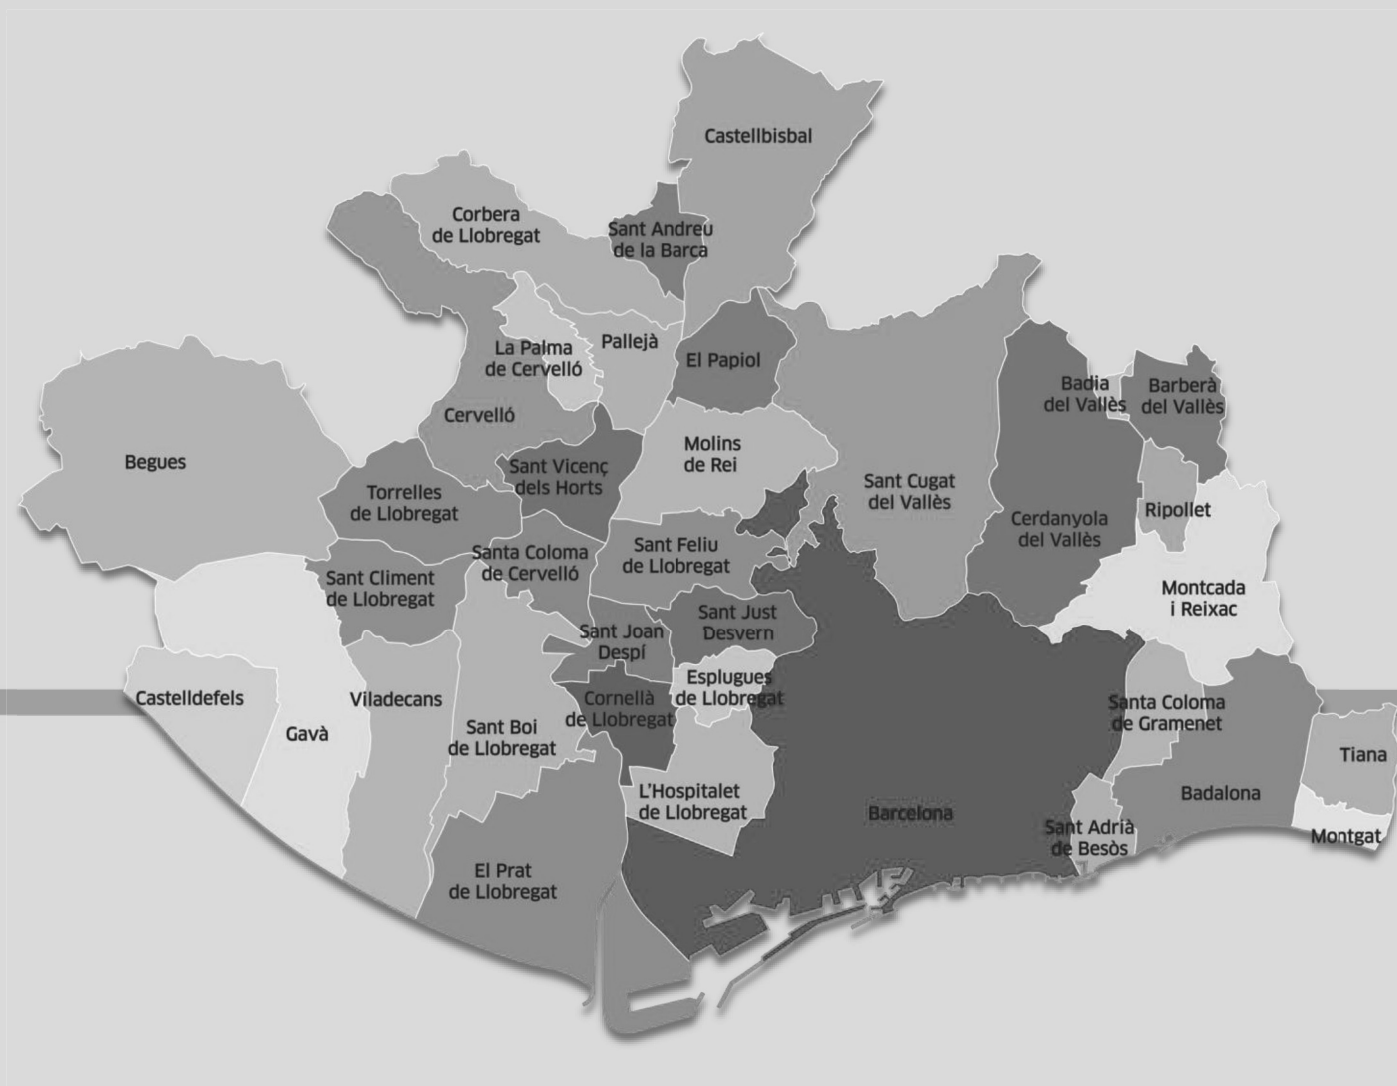 Castellbisbal
Corbera
de Llobregat
Sant Andreu
de la Barca
La Palma
de Cervelló
Pallejà
El Papiol
Badia
del Vallès
Barberà
del Vallès
Cervelló
Begues
Molins
de Rei
Sant Vicenç
dels Horts
Sant Cugat
del Vallès
Torrelles
de Llobregat
Ripollet
Cerdanyola
del Vallès
Santa Coloma
de Cervelló
Sant Feliu
de Llobregat
Sant Climent
de Llobregat
Montcada
i Reixac
Sant Just
Desvern
Sant Joan
Despí
Esplugues
de Llobregat
Castelldefels
Viladecans
Cornellà
de Llobregat
Santa Coloma
de Gramenet
Gavà
Sant Boi
de Llobregat
Tiana
L'Hospitalet
de Llobregat
Badalona
Barcelona
Sant Adrià
de Besòs
Montgat
El Prat
de Llobregat